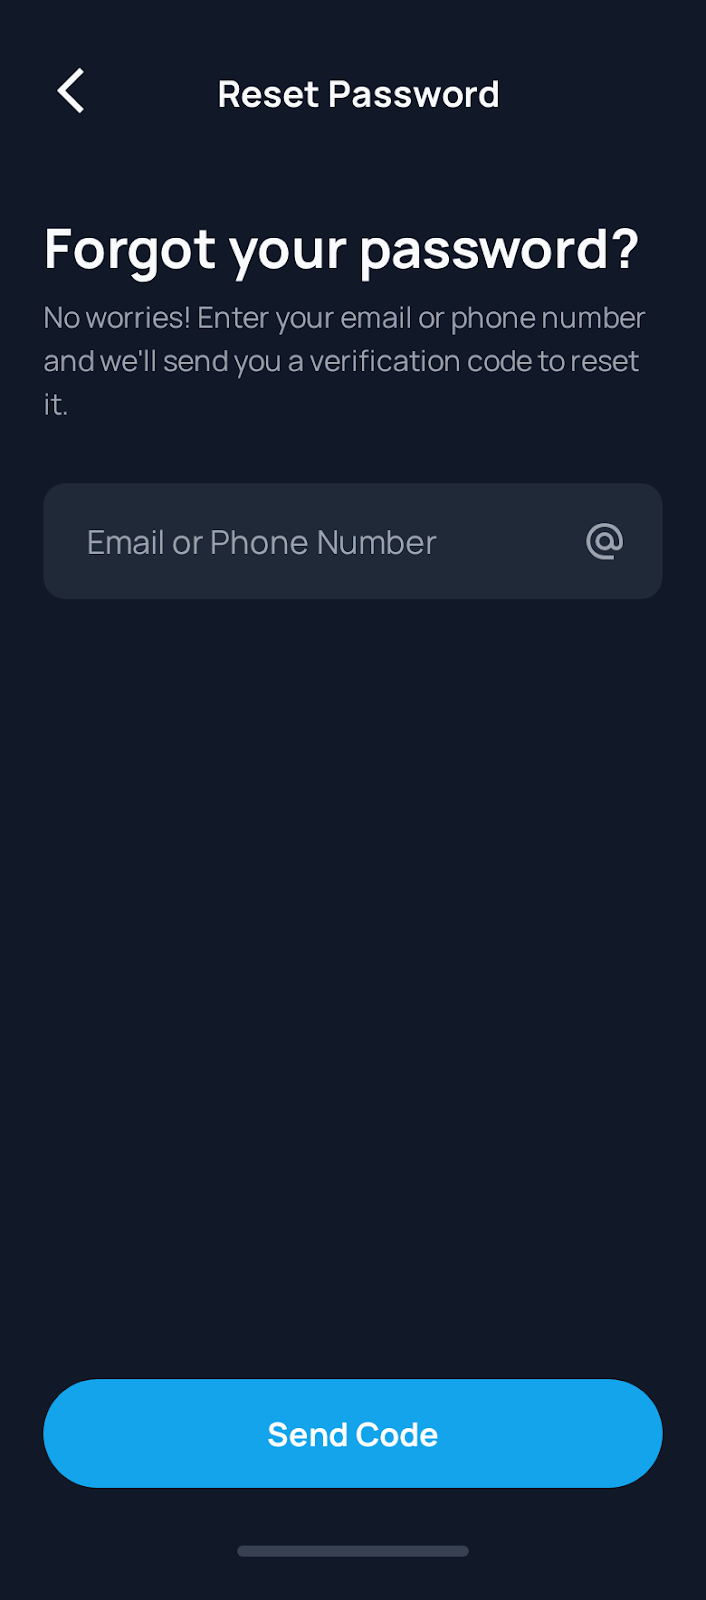 Reset Password
Forgot your password?
No worries! Enter your email or phone number
and we'll send you a verification code to reset
it.
Email or Phone Number
Send Code